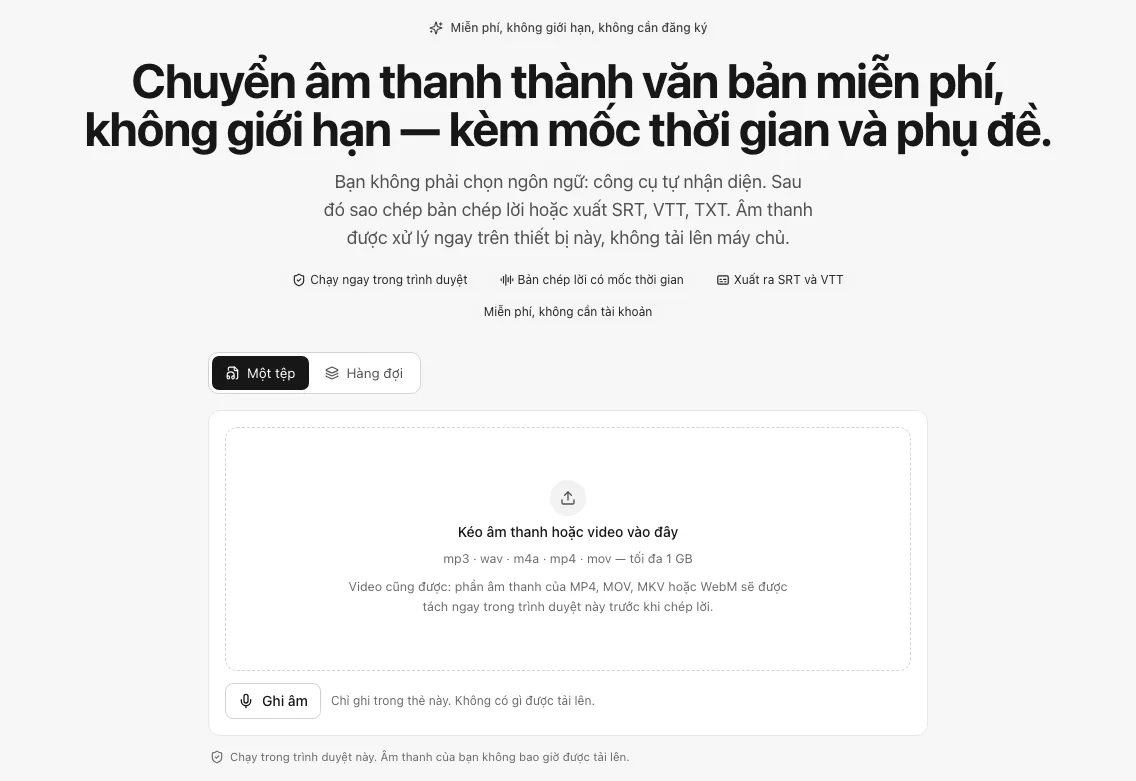 Miễn phí, không giới hạn, không cần đăng ký
Chuyển âm thanh thành văn bản miễn phí,
không giới hạn — kèm mốc thời gian và phụ đề.
Bạn không phải chọn ngôn ngữ: công cụ tự nhận diện. Sau
đó sao chép bản chép lời hoặc xuất SRT, VTT, TXT. Âm thanh
được xử lý ngay trên thiết bị này, không tải lên máy chủ.
Chạy ngay trong trình duyệt
Bản chép lời có mốc thời gian
Xuất ra SRT và VTT
Miễn phí, không cần tài khoản
Một tệp
Hàng đợi
Kéo âm thanh hoặc video vào đây
mp3 · wav · m4a · mp4 · mov — tối đa 1 GB
Video cũng được: phần âm thanh của MP4, MOV, MKV hoặc WebM sẽ được
tách ngay trong trình duyệt này trước khi chép lời.
Ghi âm
Chỉ ghi trong thẻ này. Không có gì được tải lên.
Chạy trong trình duyệt này. Âm thanh của bạn không bao giờ được tải lên.